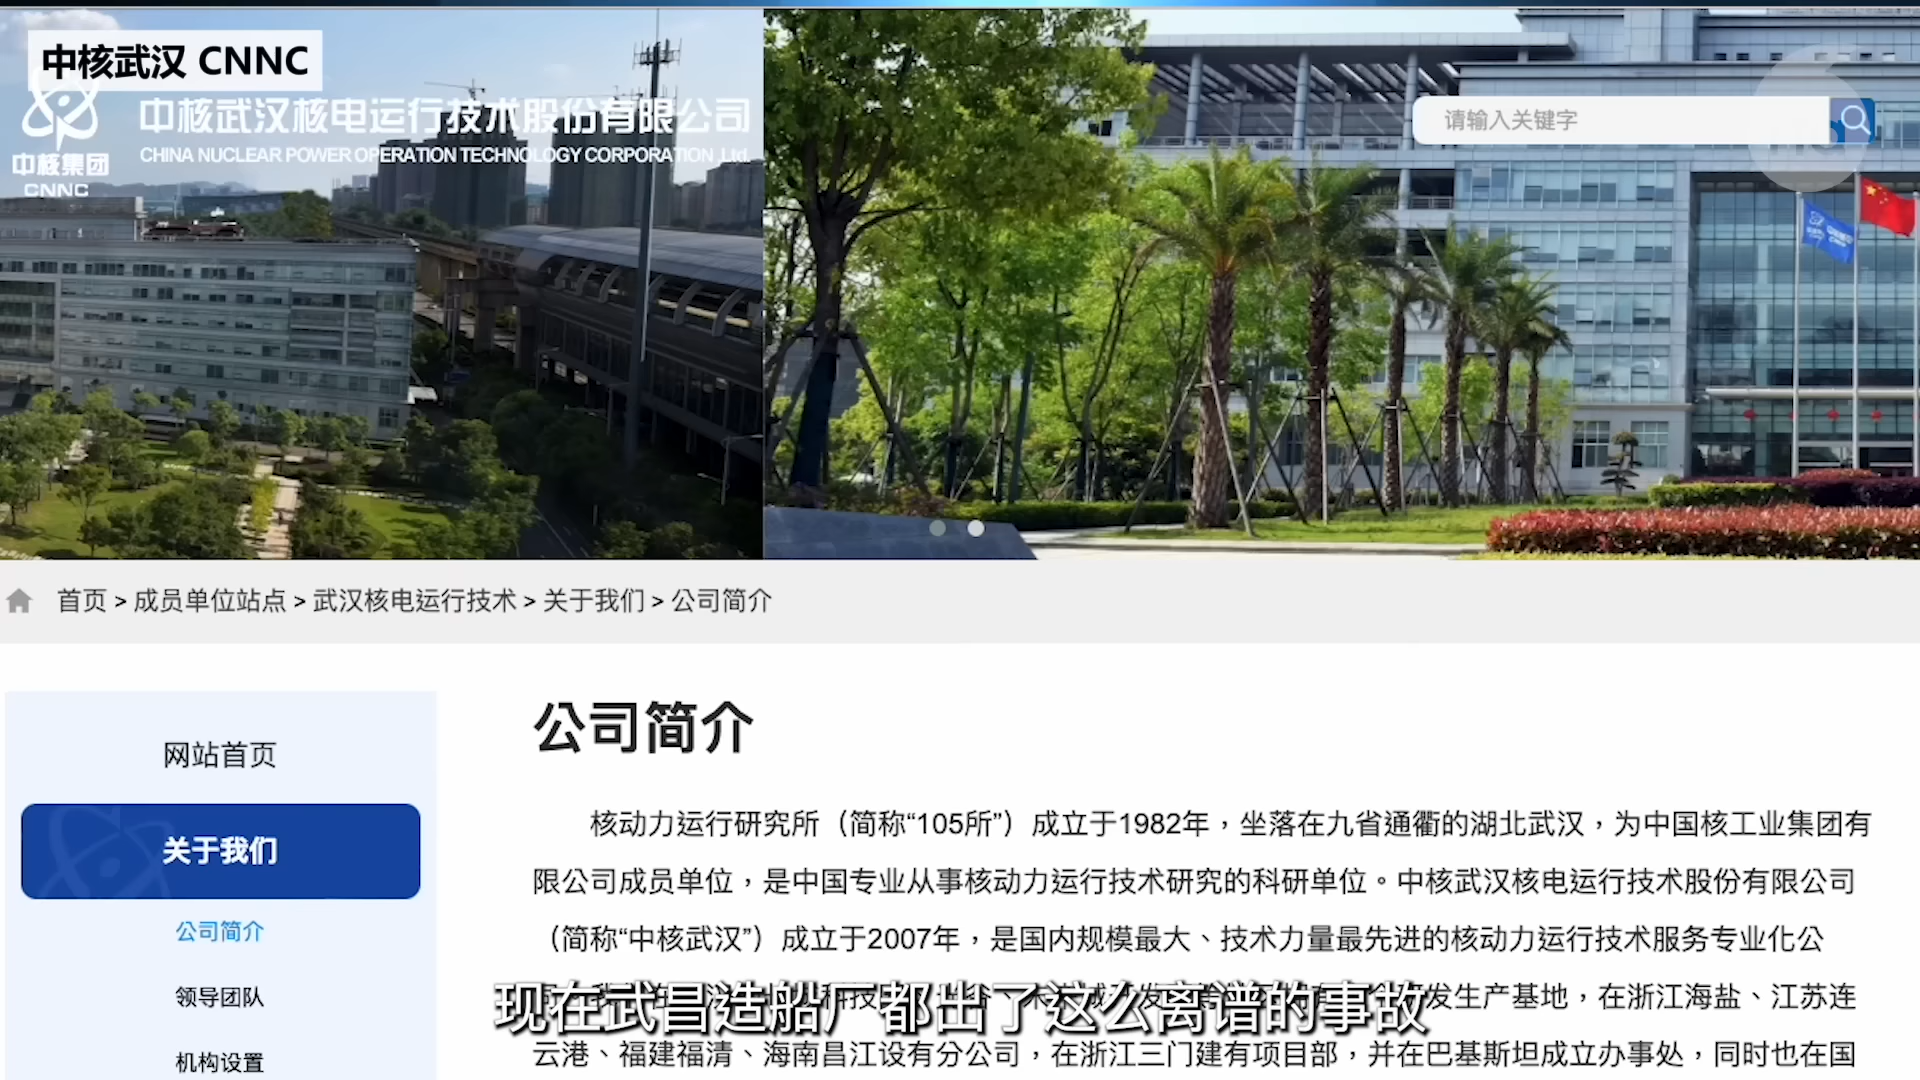 中核武汉 CNNC
中核武汉核电运行技术股份有限公司
CHINA NUCLEAR POWER OPERATION TECHNOLOGY CORPORATION ,Ltd.
中核集团
CNNC
请输入关键字
首页 > 成员单位站点 > 武汉核电运行技术 > 关于我们 > 公司简介
网站首页
关于我们
公司简介
领导团队
机构设置
公司简介
核动力运行研究所（简称“105所”）成立于1982年，坐落在九省通衢的湖北武汉，为中国核工业集团有
限公司成员单位，是中国专业从事核动力运行技术研究的科研单位。中核武汉核电运行技术股份有限公司
（简称“中核武汉”）成立于2007年，是国内规模最大、技术力量最先进的核动力运行技术服务专业化公
发生产基地，在浙江海盐、江苏连
现在武昌造船厂都出了这么离谱的事故
云港、福建福清、海南昌江设有分公司，在浙江三门建有项目部，并在巴基斯坦成立办事处，同时也在国